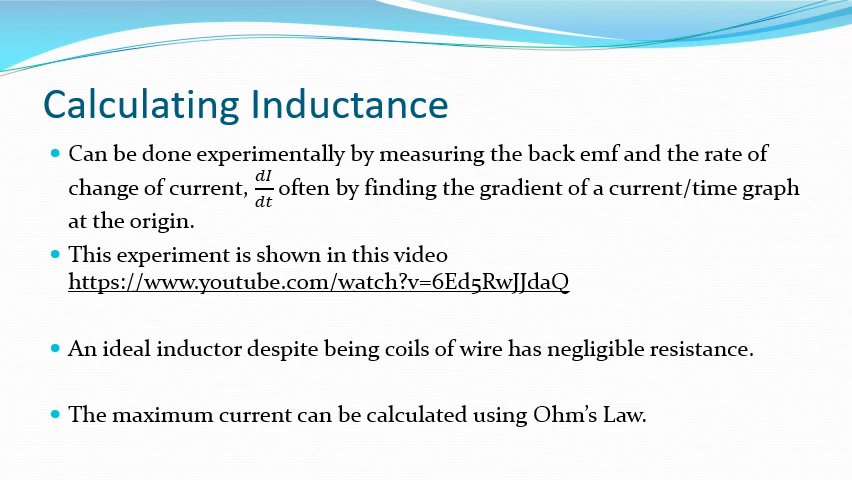 Calculating Inductance
• Can be done experimentally by measuring the back emf and the rate of
change of current, dI/dt often by finding the gradient of a current/time graph
at the origin.
• This experiment is shown in this video
https://www.youtube.com/watch?v=6Ed5RwJJdaQ
• An ideal inductor despite being coils of wire has negligible resistance.
• The maximum current can be calculated using Ohm’s Law.